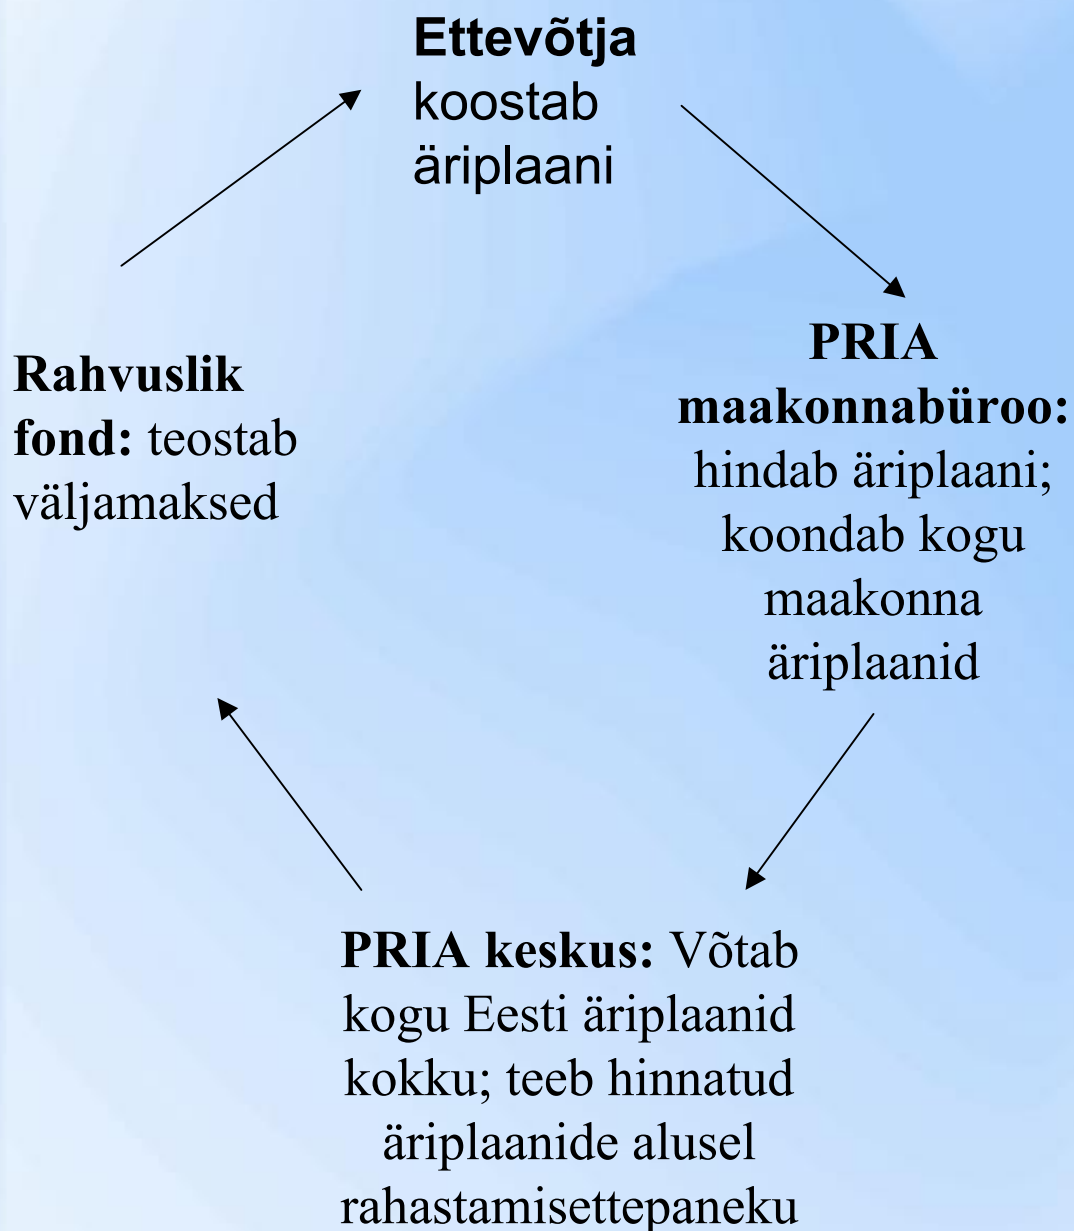 Ettevõtja
koostab
äriplaani
PRIA
maakonnabüroo:
hindab äriplaani;
koondab kogu
maakonna
äriplaanid
PRIA keskus: Võtab
kogu Eesti äriplaanid
kokku; teeb hinnatud
äriplaanide alusel
rahastamisettepaneku
Rahvuslik
fond: teostab
väljamaksed